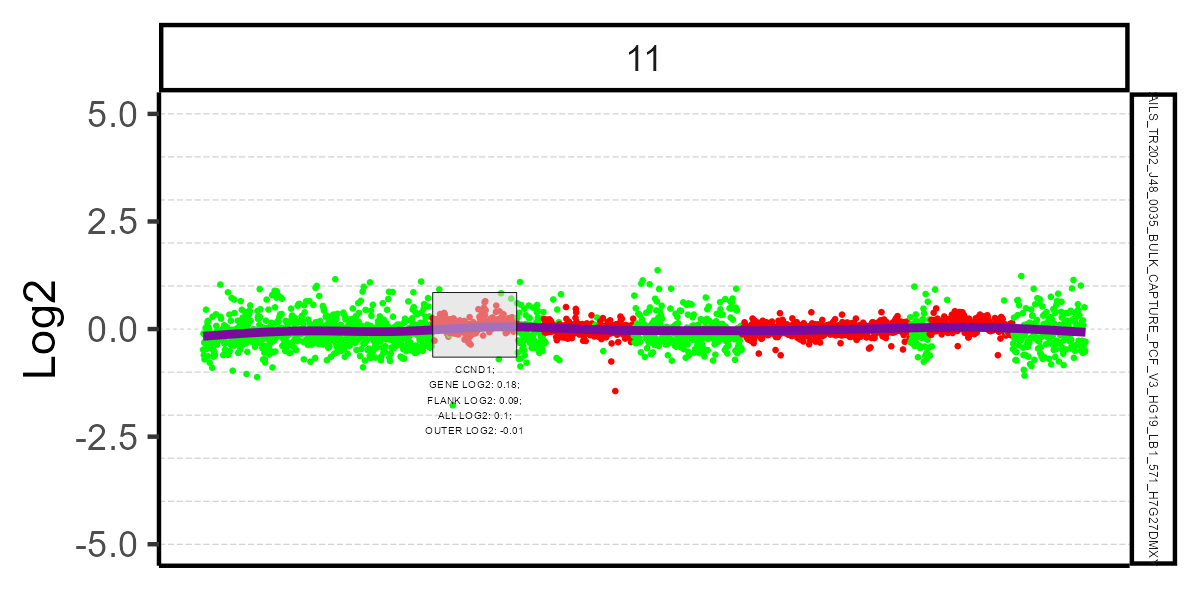 11
5.0
2.5
0.0
-2.5
-5.0
Log2
CCND1;
GENE LOG2: 0.18;
FLANK LOG2: 0.09;
ALL LOG2: 0.1;
OUTER LOG2: -0.01
AILS_TR202_J48_0035_BULK_CAPTURE_PCF_V3_HG19_LB1_571_H7G27DMX